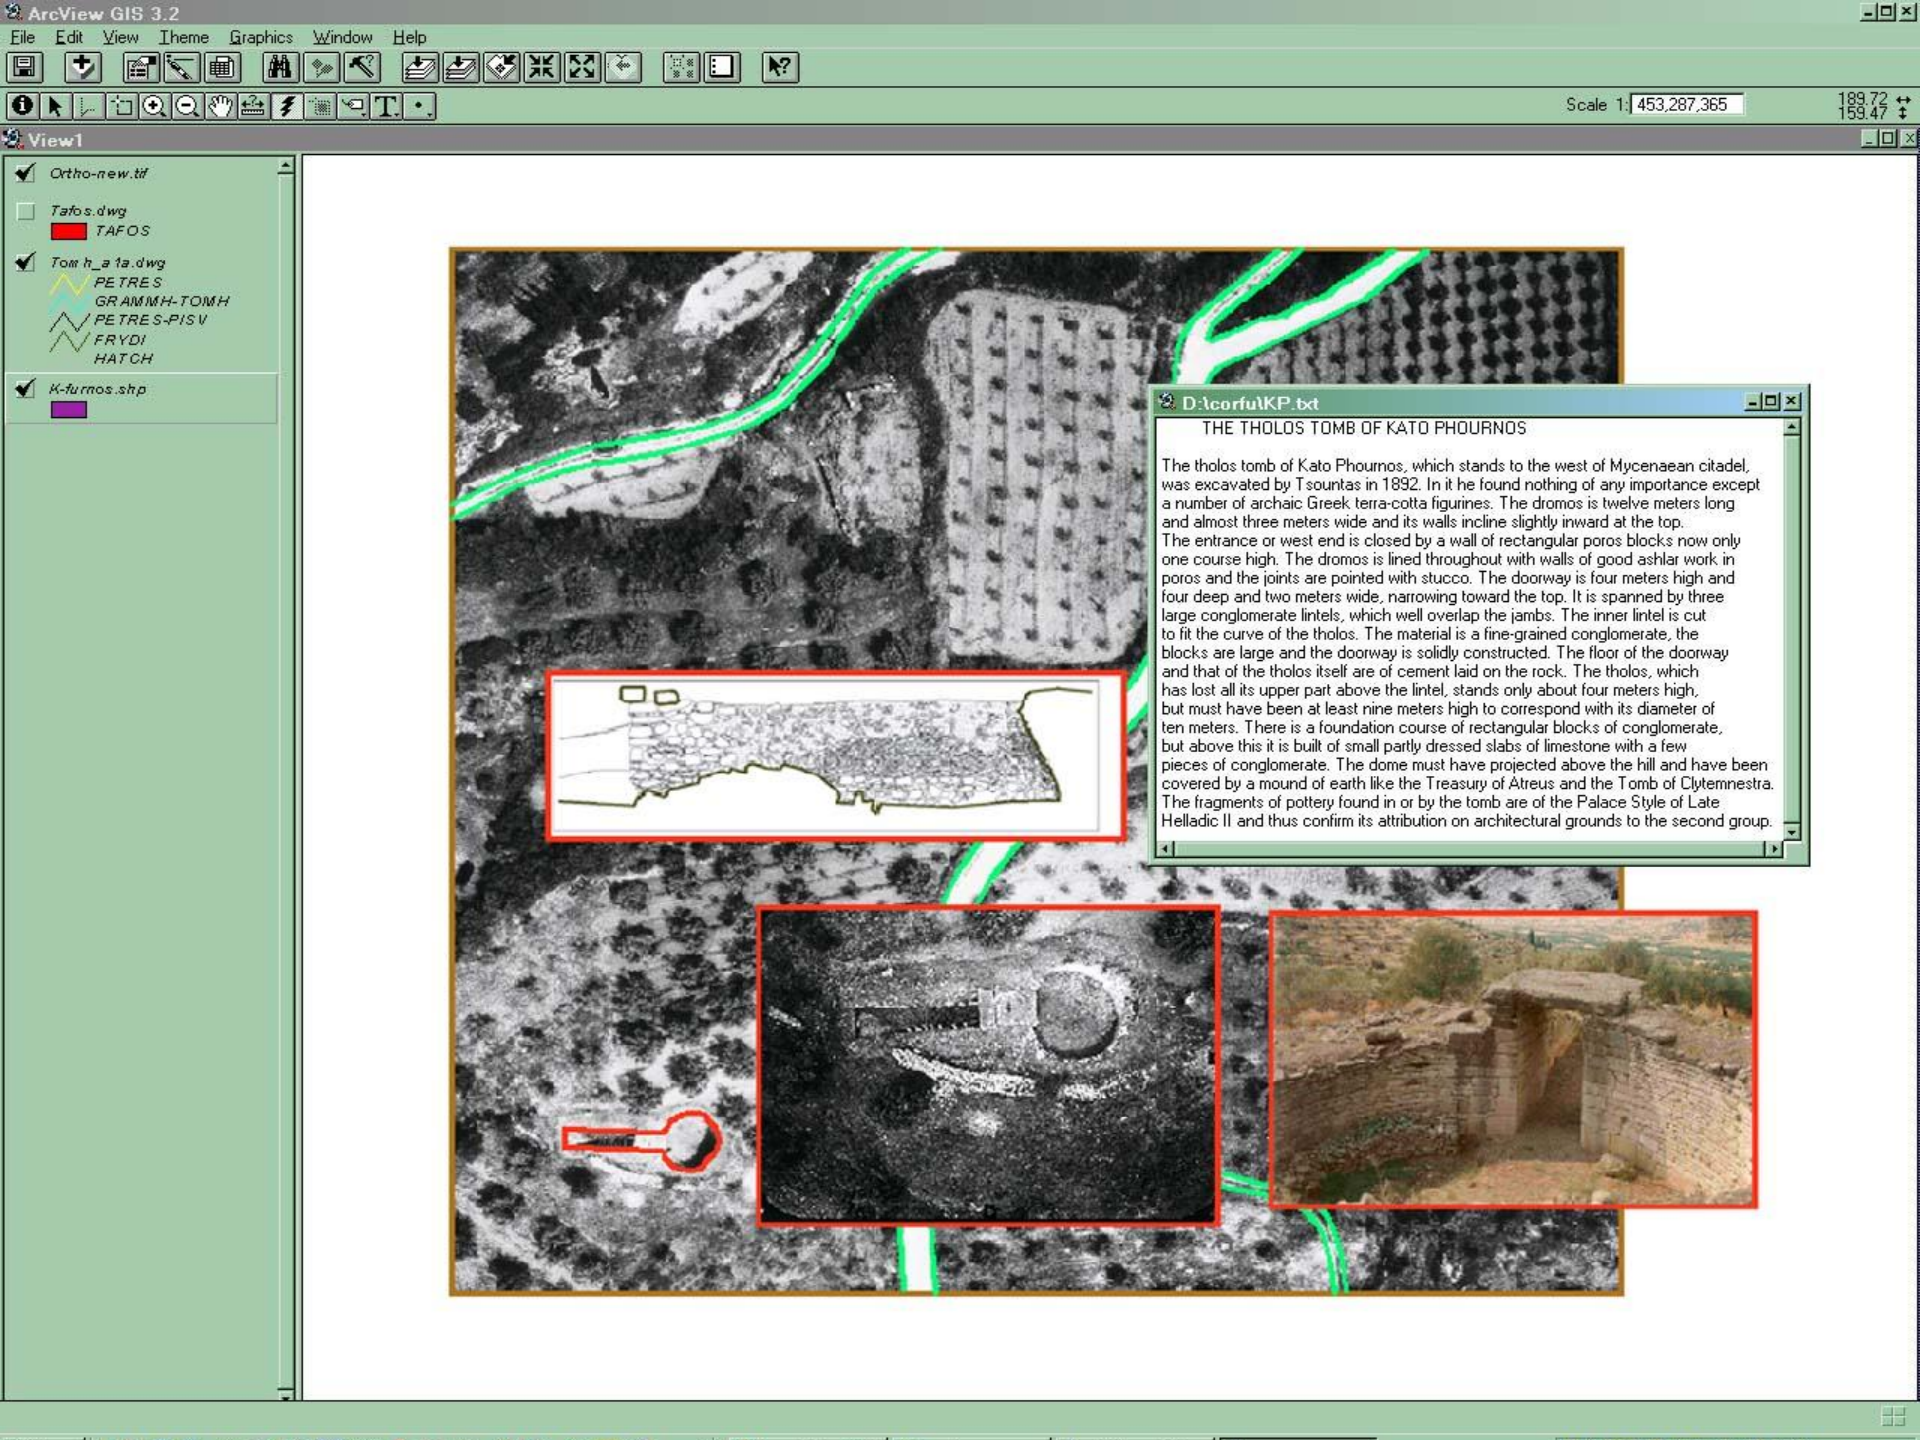 ArcView GIS 3.2
File Edit View Theme Graphics Window Help
Scale 1: 453,287,365
189.72
159.47
View1
Ortho-new.tif
Tafos.dwg
TAFOS
Tomh_a1a.dwg
PETRES
GRAMMH-TOMH
PETRES-PISV
FRYDI
HATCH
K-furnos.shp
D:\corfu\KP.txt
THE THOLOS TOMB OF KATO PHOURNOS
The tholos tomb of Kato Phournos, which stands to the west of Mycenaean citadel,
was excavated by Tsountas in 1892. In it he found nothing of any importance except
a number of archaic Greek terra-cotta figurines. The dromos is twelve meters long
and almost three meters wide and its walls incline slightly inward at the top.
The entrance or west end is closed by a wall of rectangular poros blocks now only
one course high. The dromos is lined throughout with walls of good ashlar work in
poros and the joints are pointed with stucco. The doorway is four meters high and
four deep and two meters wide, narrowing toward the top. It is spanned by three
large conglomerate lintels, which well overlap the jambs. The inner lintel is cut
to fit the curve of the tholos. The material is a fine-grained conglomerate, the
blocks are large and the doorway is solidly constructed. The floor of the doorway
and that of the tholos itself are of cement laid on the rock. The tholos, which
has lost all its upper part above the lintel, stands only about four meters high,
but must have been at least nine meters high to correspond with its diameter of
ten meters. There is a foundation course of rectangular blocks of conglomerate,
but above this it is built of small partly dressed slabs of limestone with a few
pieces of conglomerate. The dome must have projected above the hill and have been
covered by a mound of earth like the Treasury of Atreus and the Tomb of Clytemnestra.
The fragments of pottery found in or by the tomb are of the Palace Style of Late
Helladic II and thus confirm its attribution on architectural grounds to the second group.